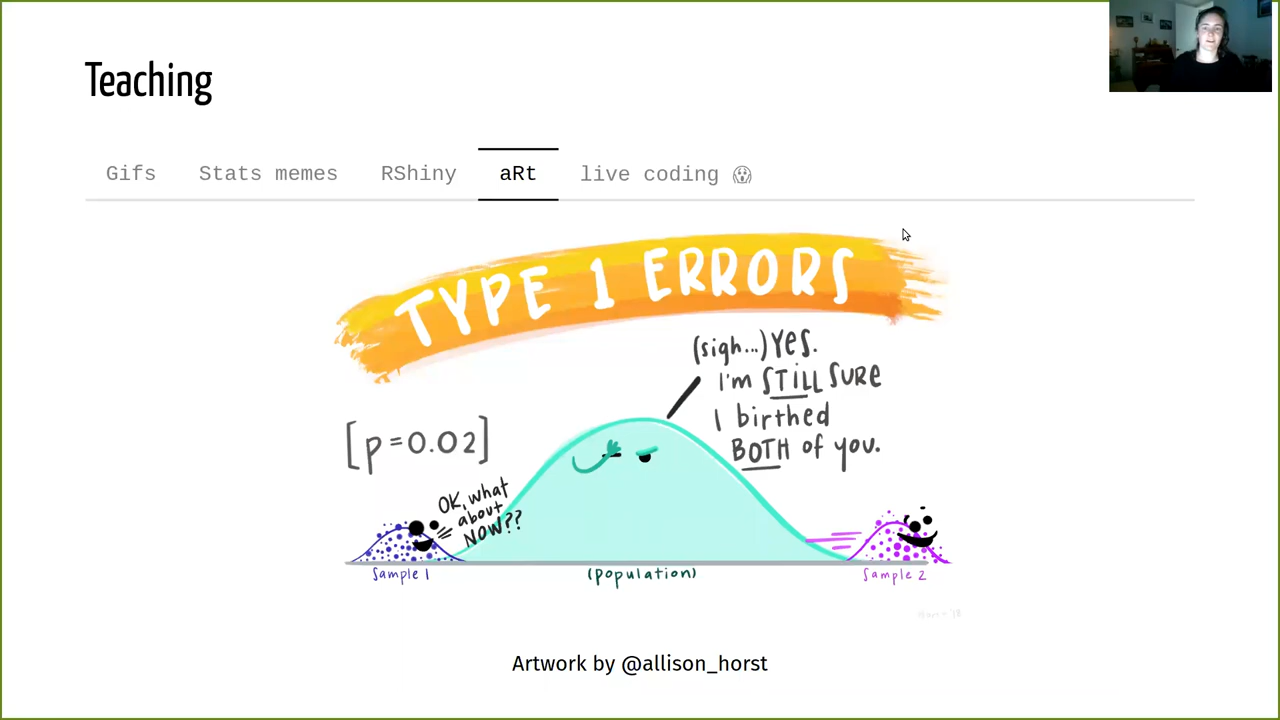 Teaching
Gifs Stats memes RShiny aRt live coding 😱
TYPE 1 ERRORS
(sigh...) Yes.
I'm STILL SURE
I birthed
BOTH of you.
[p=0.02]
OK, what
about
NOW??
Sample 1
(population)
Sample 2
Artwork by @allison_horst